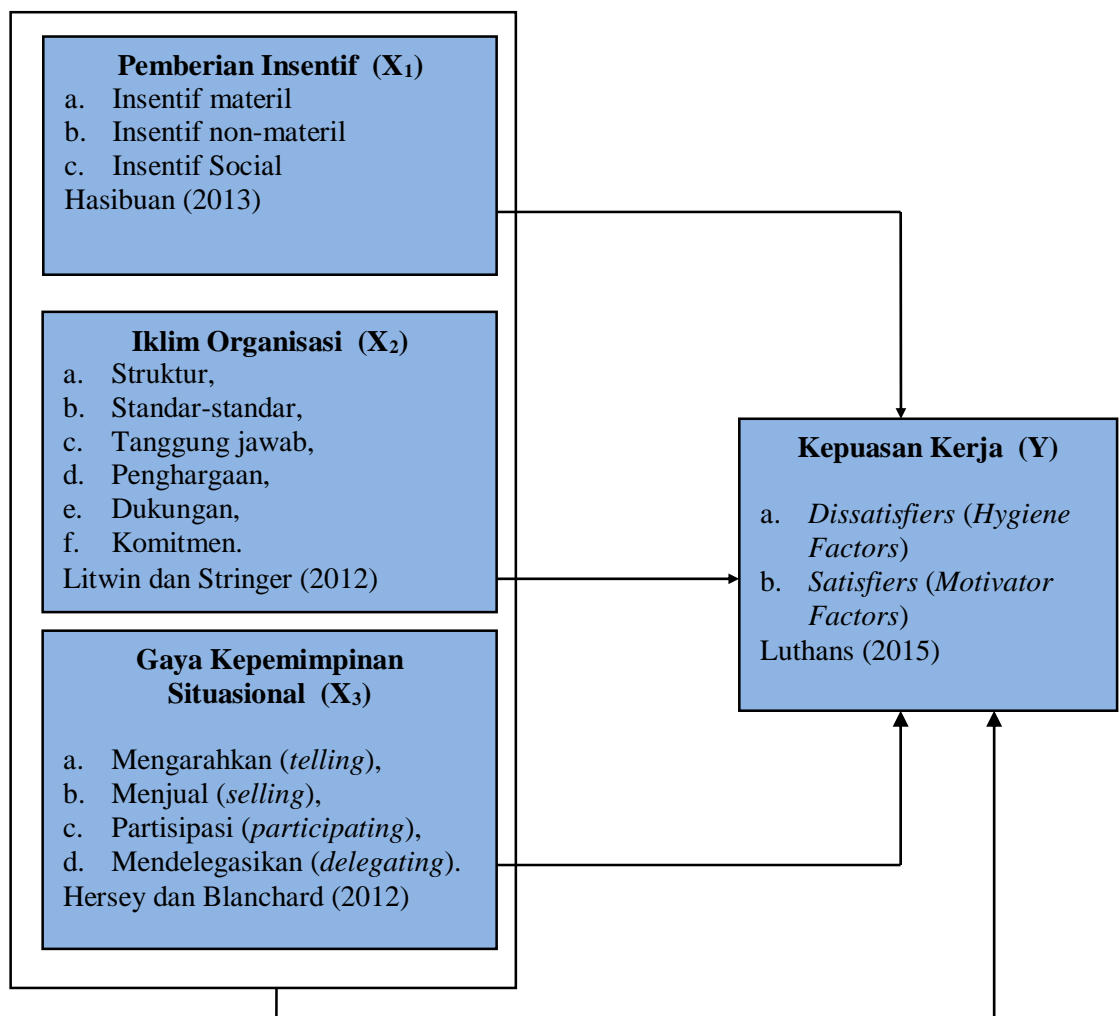 Pemberian Insentif (X₁)
a. Insentif materil
b. Insentif non-materil
c. Insentif Social
Hasibuan (2013)
Iklim Organisasi (X₂)
a. Struktur,
b. Standar-standar,
c. Tanggung jawab,
d. Penghargaan,
e. Dukungan,
f. Komitmen.
Litwin dan Stringer (2012)
Gaya Kepemimpinan
Situasional (X₃)
a. Mengarahkan (telling),
b. Menjual (selling),
c. Partisipasi (participating),
d. Mendelegasikan (delegating).
Hersey dan Blanchard (2012)
Kepuasan Kerja (Y)
a. Dissatisfiers (Hygiene
Factors)
b. Satisfiers (Motivator
Factors)
Luthans (2015)